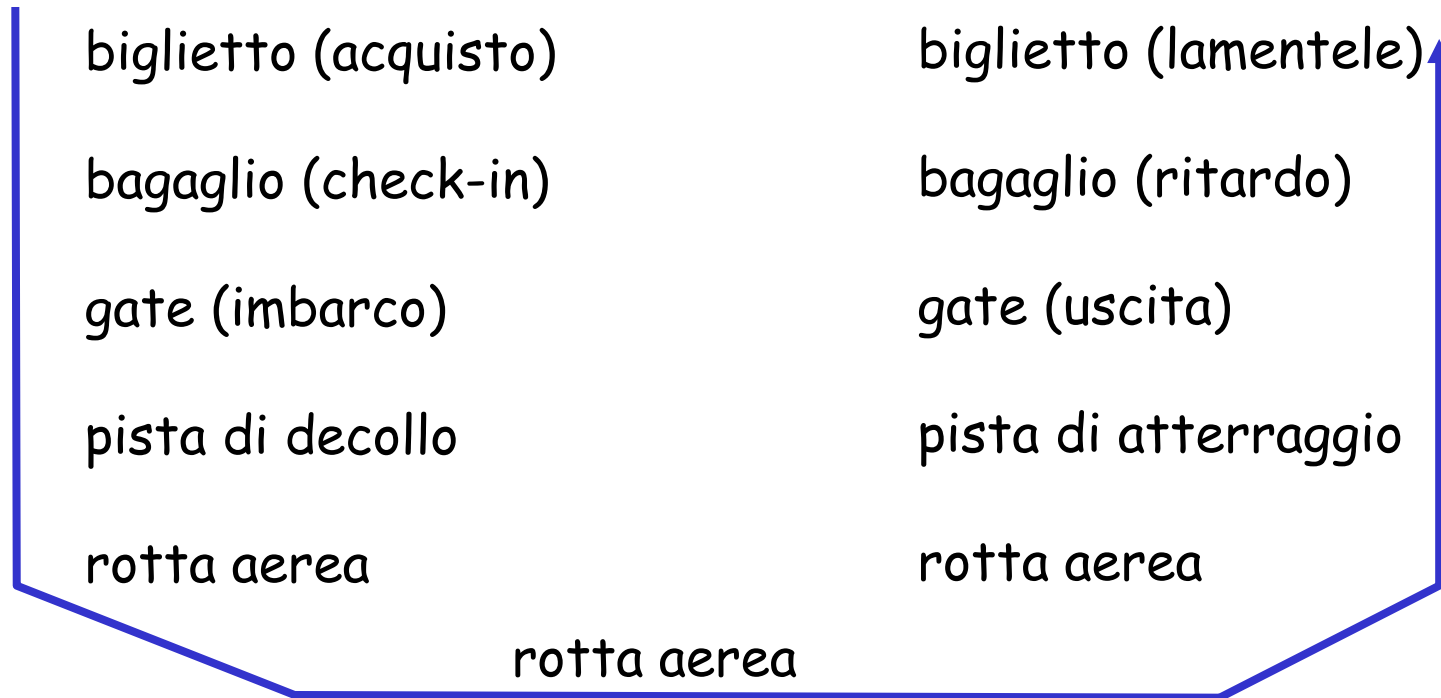 biglietto (acquisto)
bagaglio (check-in)
gate (imbarco)
pista di decollo
rotta aerea
rotta aerea
biglietto (lamentele)
bagaglio (ritardo)
gate (uscita)
pista di atterraggio
rotta aerea